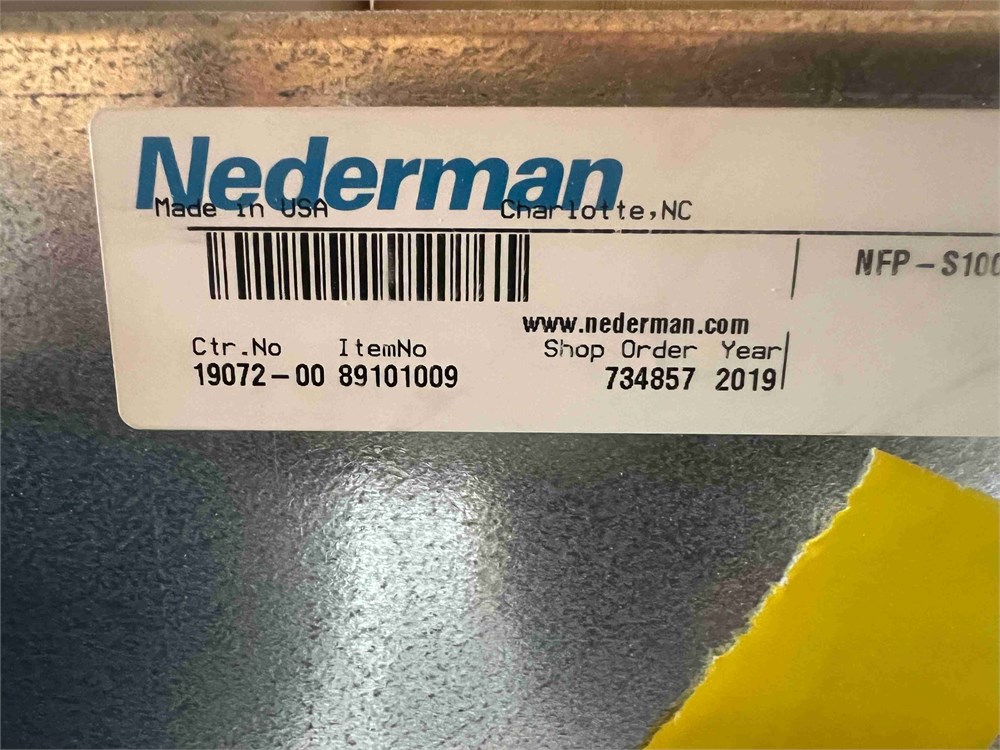 Nederman
Made in USA Charlotte,NC
NFP-S100
www.nederman.com
Ctr.No ItemNo Shop Order Year
19072-00 89101009 734857 2019